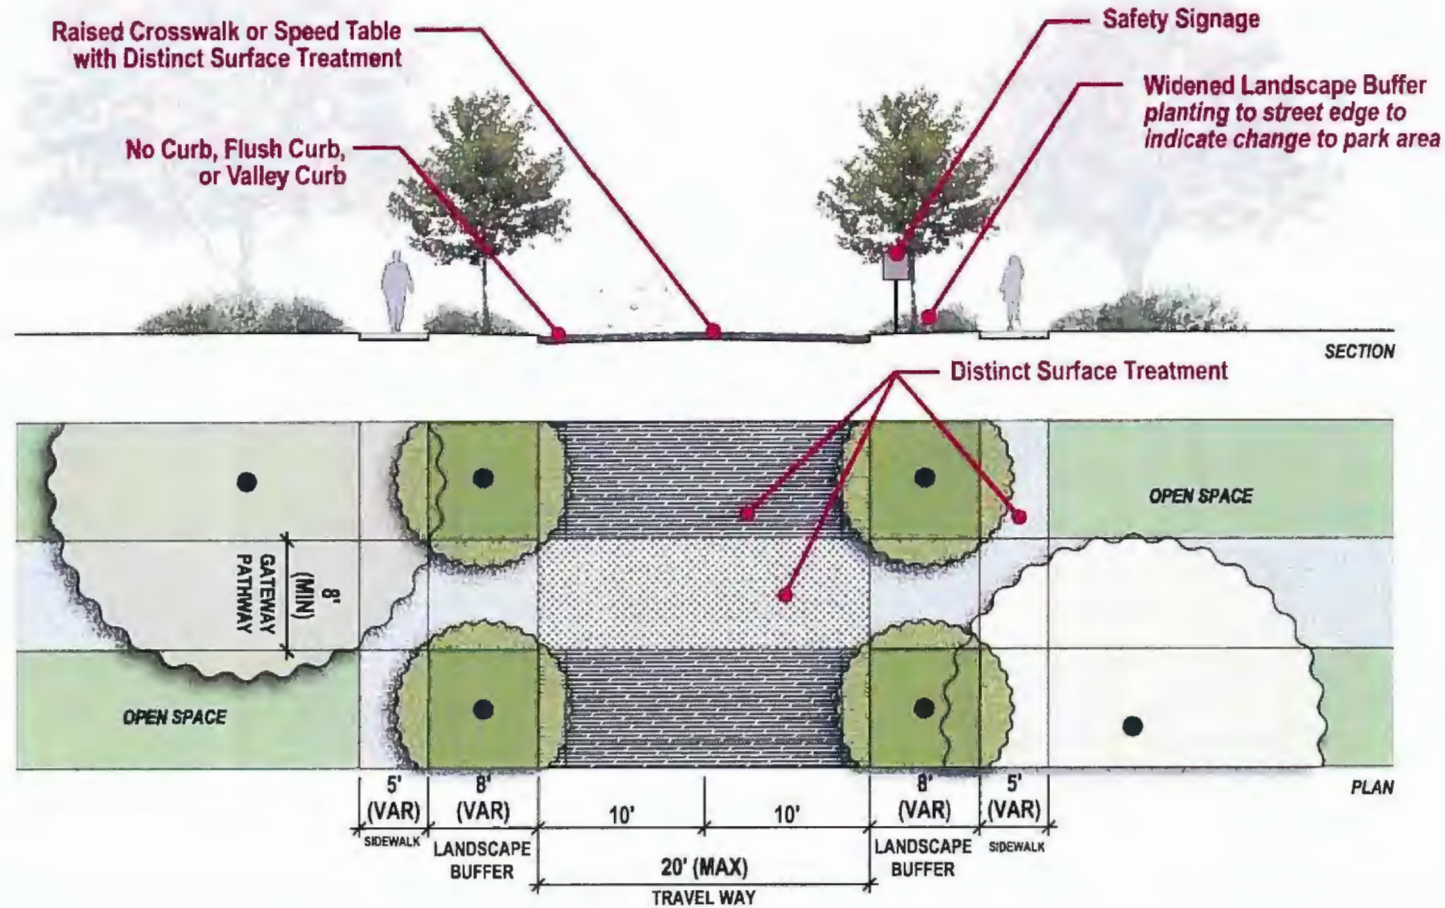 Raised Crosswalk or Speed Table
with Distinct Surface Treatment
No Curb, Flush Curb,
or Valley Curb
Safety Signage
Widened Landscape Buffer
planting to street edge to
indicate change to park area
SECTION
Distinct Surface Treatment
OPEN SPACE
8'
(MIN)
GATEWAY
PATHWAY
OPEN SPACE
PLAN
5'
(VAR)
SIDEWALK
8'
(VAR)
LANDSCAPE
BUFFER
10'
10'
20' (MAX)
TRAVEL WAY
8'
(VAR)
LANDSCAPE
BUFFER
5'
(VAR)
SIDEWALK